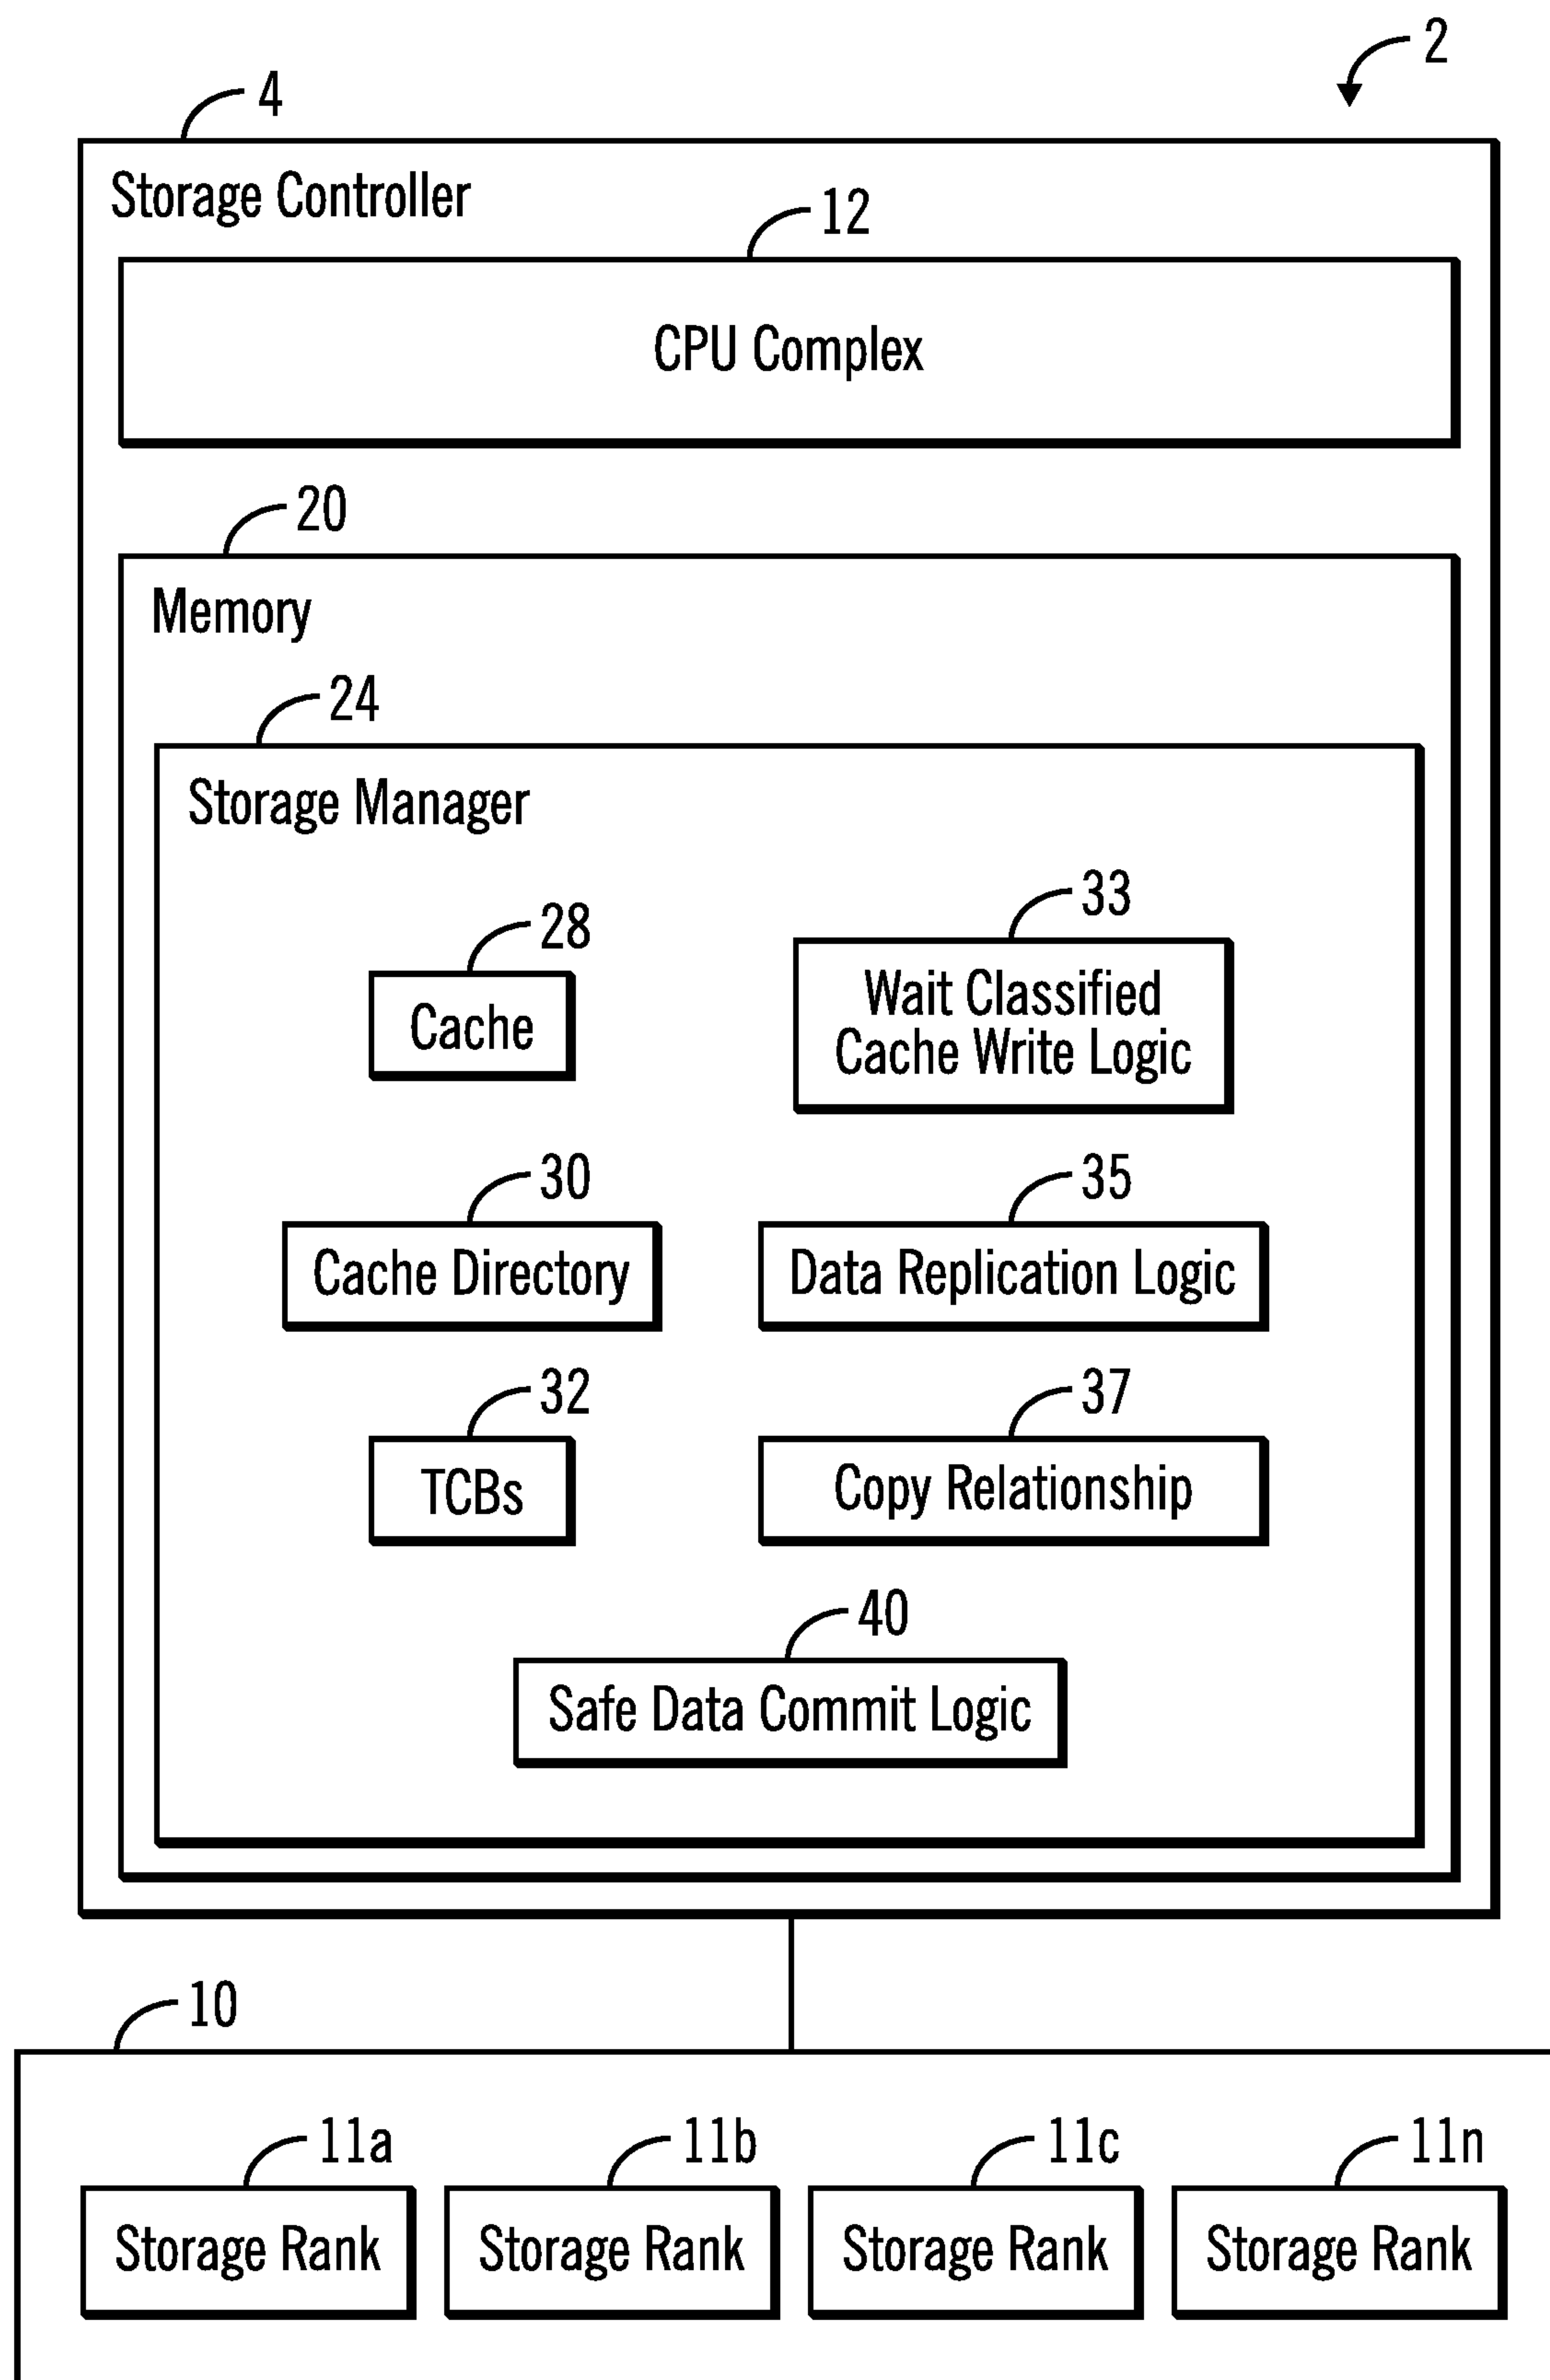 2
4
Storage Controller
12
CPU Complex
20
Memory
24
Storage Manager
28
Cache
33
Wait Classified
Cache Write Logic
30
Cache Directory
35
Data Replication Logic
32
TCBs
37
Copy Relationship
40
Safe Data Commit Logic
10
11a
11b
11c
11n
Storage Rank
Storage Rank
Storage Rank
Storage Rank